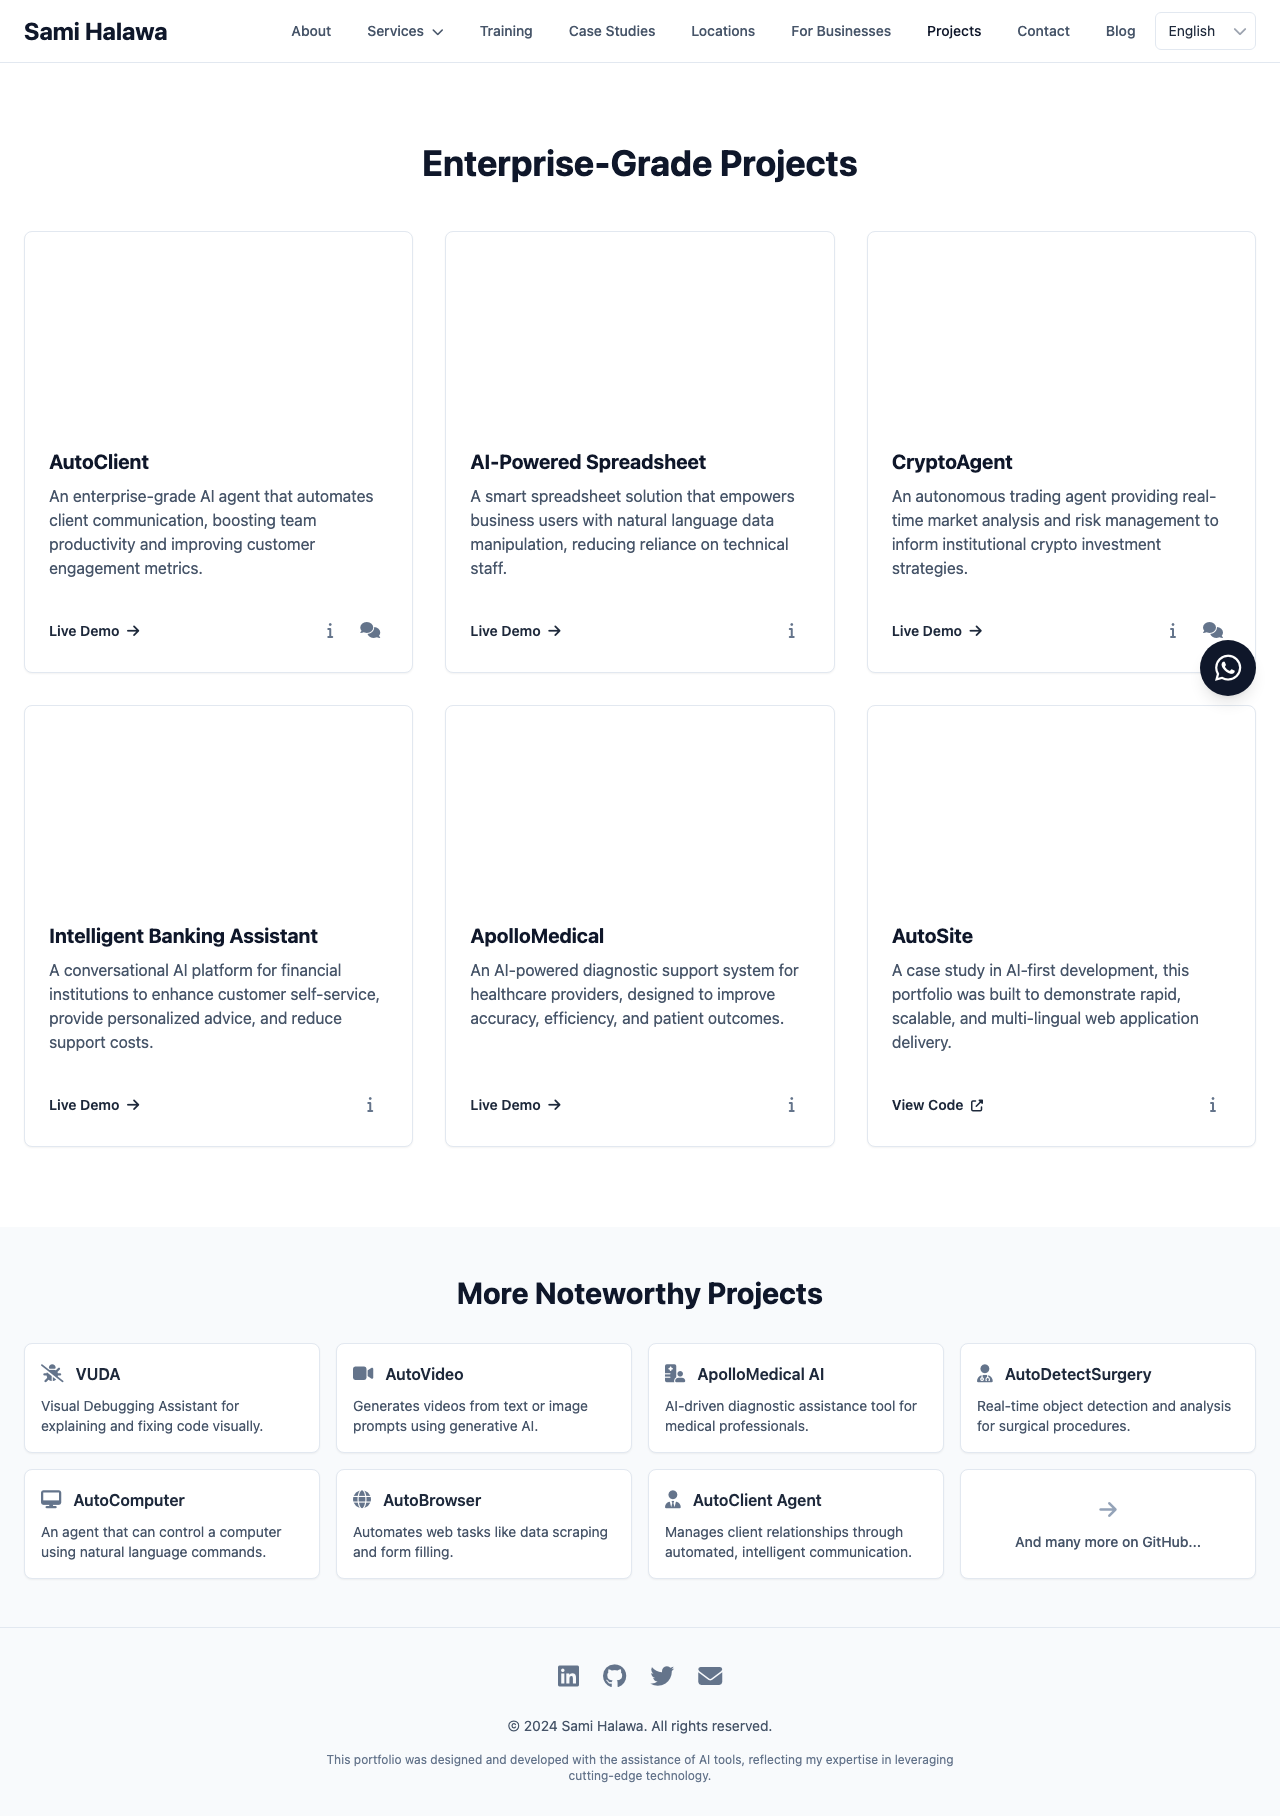 Sami Halawa
About
Services
Training
Case Studies
Locations
For Businesses
Projects
Contact
Blog
English
Enterprise-Grade Projects
AutoClient
An enterprise-grade AI agent that automates
client communication, boosting team
productivity and improving customer
engagement metrics.
Live Demo
AI-Powered Spreadsheet
A smart spreadsheet solution that empowers
business users with natural language data
manipulation, reducing reliance on technical
staff.
Live Demo
CryptoAgent
An autonomous trading agent providing real-
time market analysis and risk management to
inform institutional crypto investment
strategies.
Live Demo
Intelligent Banking Assistant
A conversational AI platform for financial
institutions to enhance customer self-service,
provide personalized advice, and reduce
support costs.
Live Demo
ApolloMedical
An AI-powered diagnostic support system for
healthcare providers, designed to improve
accuracy, efficiency, and patient outcomes.
Live Demo
AutoSite
A case study in AI-first development, this
portfolio was built to demonstrate rapid,
scalable, and multi-lingual web application
delivery.
View Code
More Noteworthy Projects
VUDA
Visual Debugging Assistant for
explaining and fixing code visually.
AutoVideo
Generates videos from text or image
prompts using generative AI.
ApolloMedical AI
AI-driven diagnostic assistance tool for
medical professionals.
AutoDetectSurgery
Real-time object detection and analysis
for surgical procedures.
AutoComputer
An agent that can control a computer
using natural language commands.
AutoBrowser
Automates web tasks like data scraping
and form filling.
AutoClient Agent
Manages client relationships through
automated, intelligent communication.
And many more on GitHub...
© 2024 Sami Halawa. All rights reserved.
This portfolio was designed and developed with the assistance of AI tools, reflecting my expertise in leveraging
cutting-edge technology.